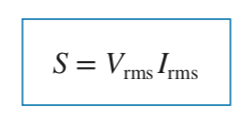 S = V_rms I_rms